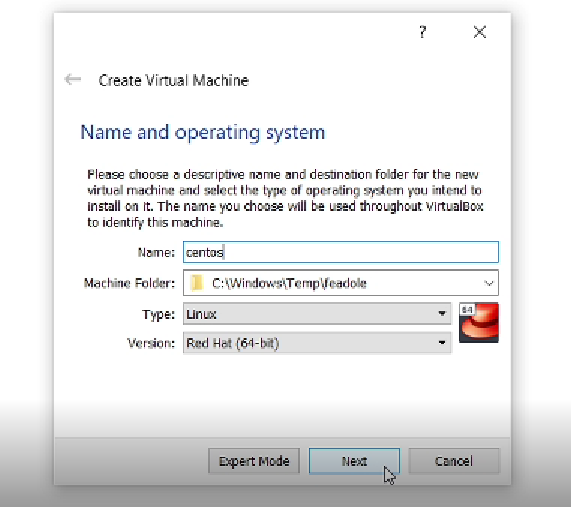 ?
Create Virtual Machine
Name and operating system
Please choose a descriptive name and destination folder for the new
virtual machine and select the type of operating system you intend to
install on it. The name you choose will be used throughout VirtualBox
to identify this machine.
Name: centos
Machine Folder: C:\Windows\Temp\feadole
Type: Linux
64
Version: Red Hat (64-bit)
Expert Mode Next Cancel